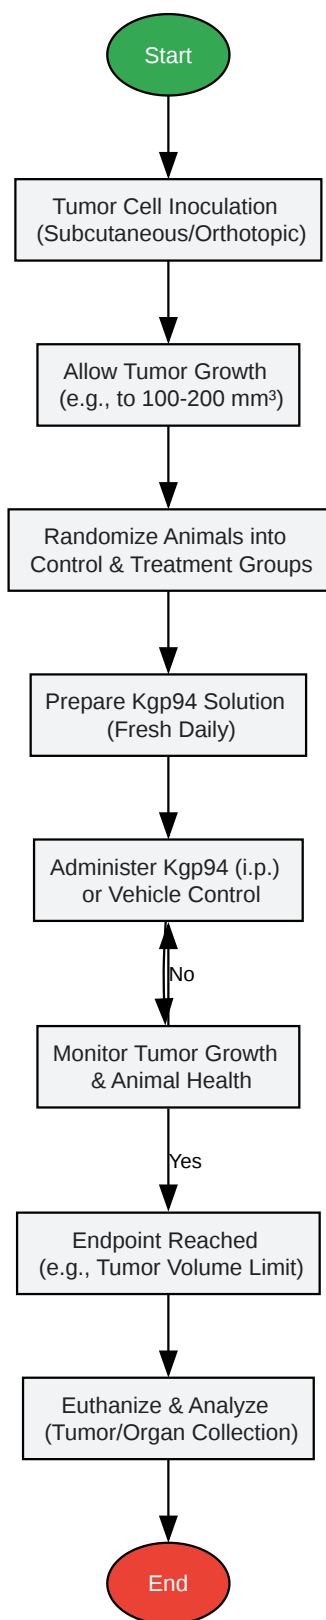 Start
Tumor Cell Inoculation
(Subcutaneous/Orthotopic)
Allow Tumor Growth
(e.g., to 100-200 mm³)
Randomize Animals into
Control & Treatment Groups
Prepare Kgp94 Solution
(Fresh Daily)
Administer Kgp94 (i.p.)
or Vehicle Control
No
Monitor Tumor Growth
& Animal Health
Yes
Endpoint Reached
(e.g., Tumor Volume Limit)
Euthanize & Analyze
(Tumor/Organ Collection)
End